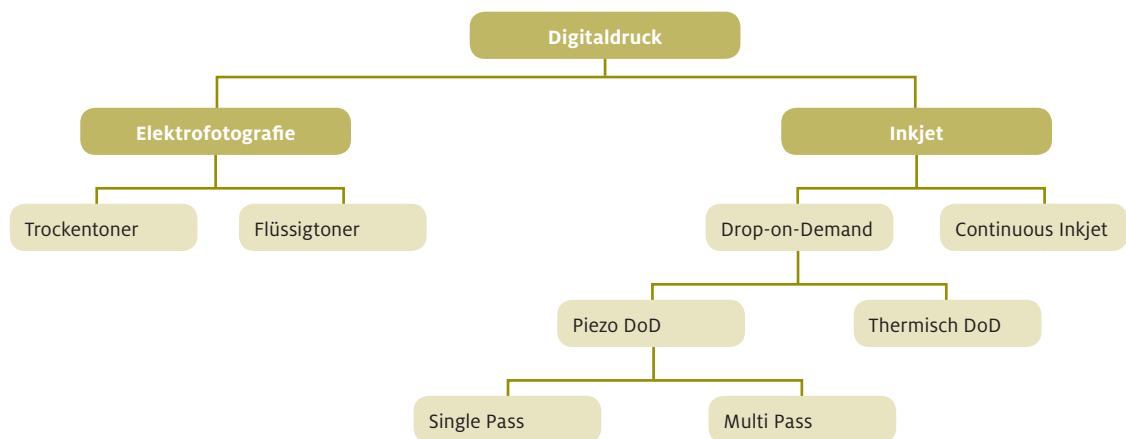 Digitaldruck
Elektrofotografie
Inkjet
Trockentoner
Flüssigtoner
Drop-on-Demand
Continuous Inkjet
Piezo DoD
Thermisch DoD
Single Pass
Multi Pass